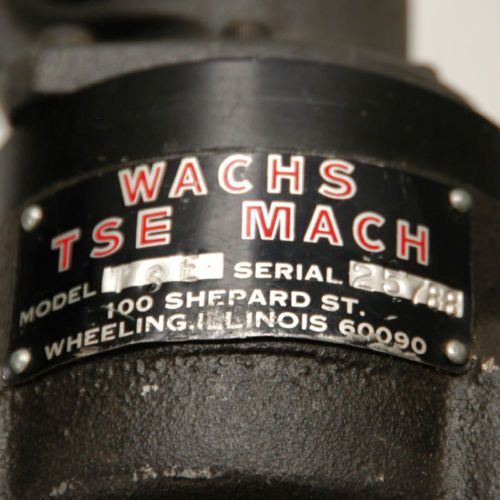 WACHS
TSE MACH
MODEL TSE SERIAL 25788
100 SHEPARD ST.
WHEELING, ILLINOIS 60090